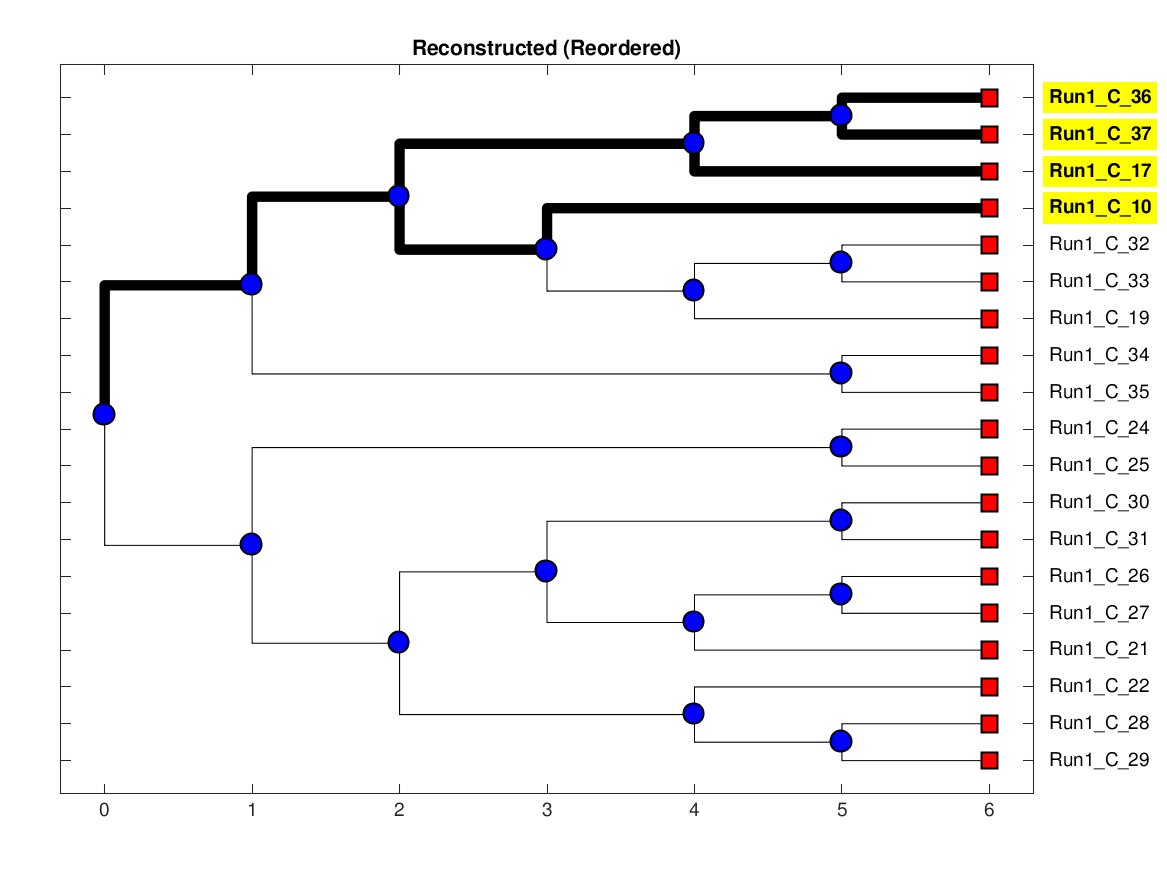 Reconstructed (Reordered)
Run1_C_36
Run1_C_37
Run1_C_17
Run1_C_10
Run1_C_32
Run1_C_33
Run1_C_19
Run1_C_34
Run1_C_35
Run1_C_24
Run1_C_25
Run1_C_30
Run1_C_31
Run1_C_26
Run1_C_27
Run1_C_21
Run1_C_22
Run1_C_28
Run1_C_29
0 1 2 3 4 5 6